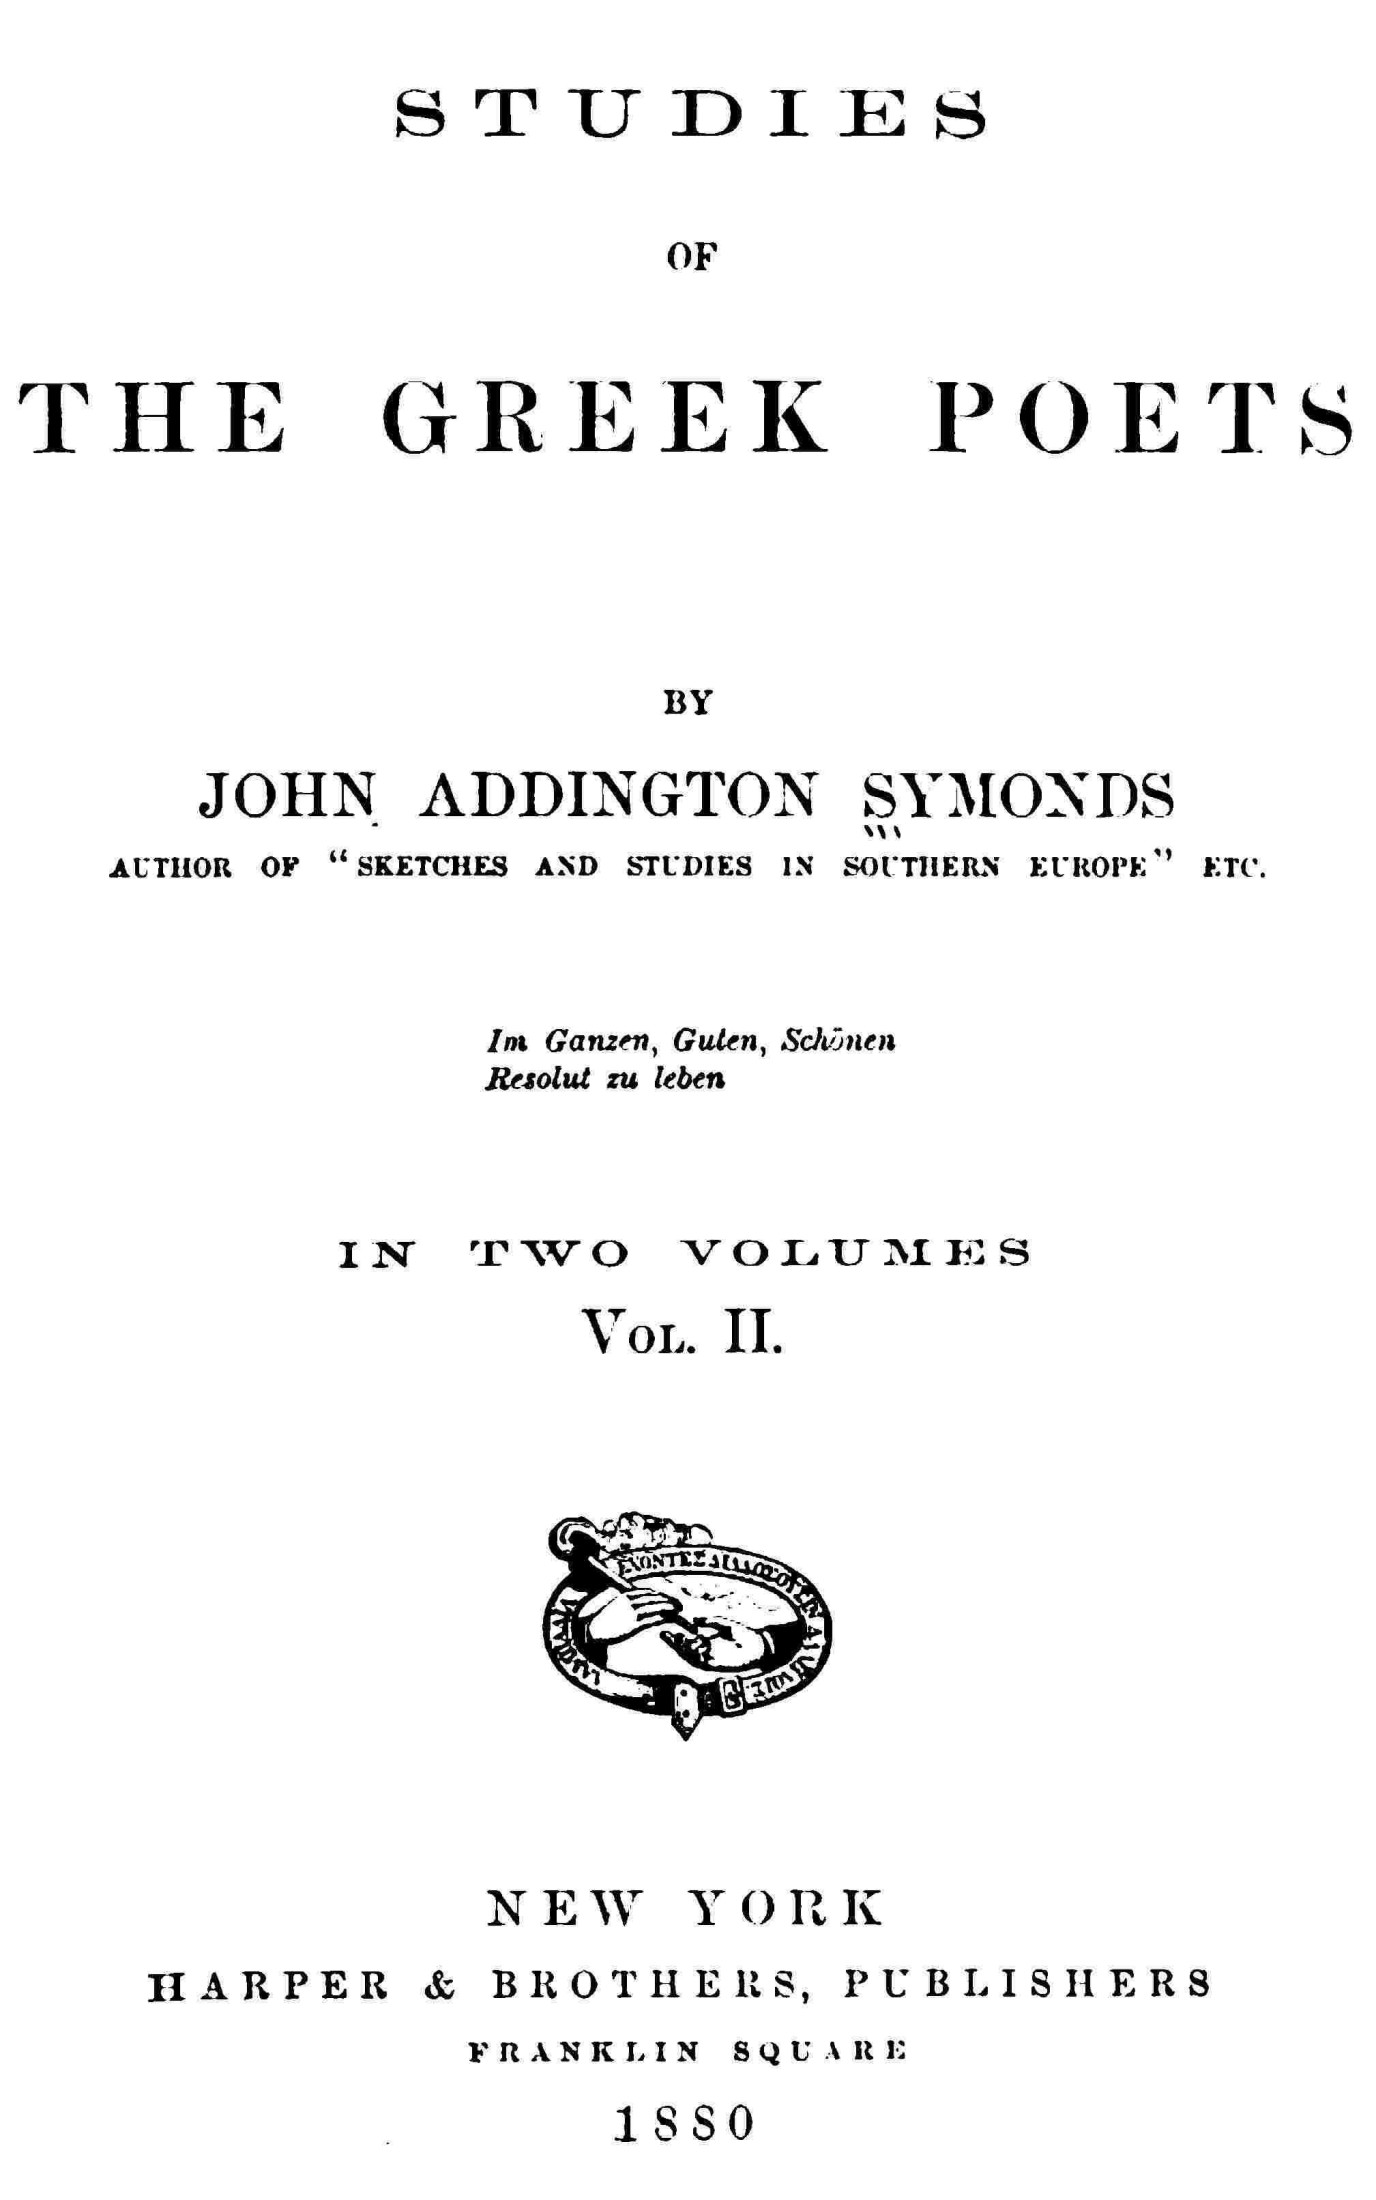 STUDIES
OF
THE GREEK POETS
BY
JOHN ADDINGTON SYMONDS
AUTHOR OF “SKETCHES AND STUDIES IN SOUTHERN EUROPE” ETC.
Im Ganzen, Guten, Schönen
Resolut zu leben
IN TWO VOLUMES
VOL. II.
NEW YORK
HARPER & BROTHERS, PUBLISHERS
FRANKLIN SQUARE
1880